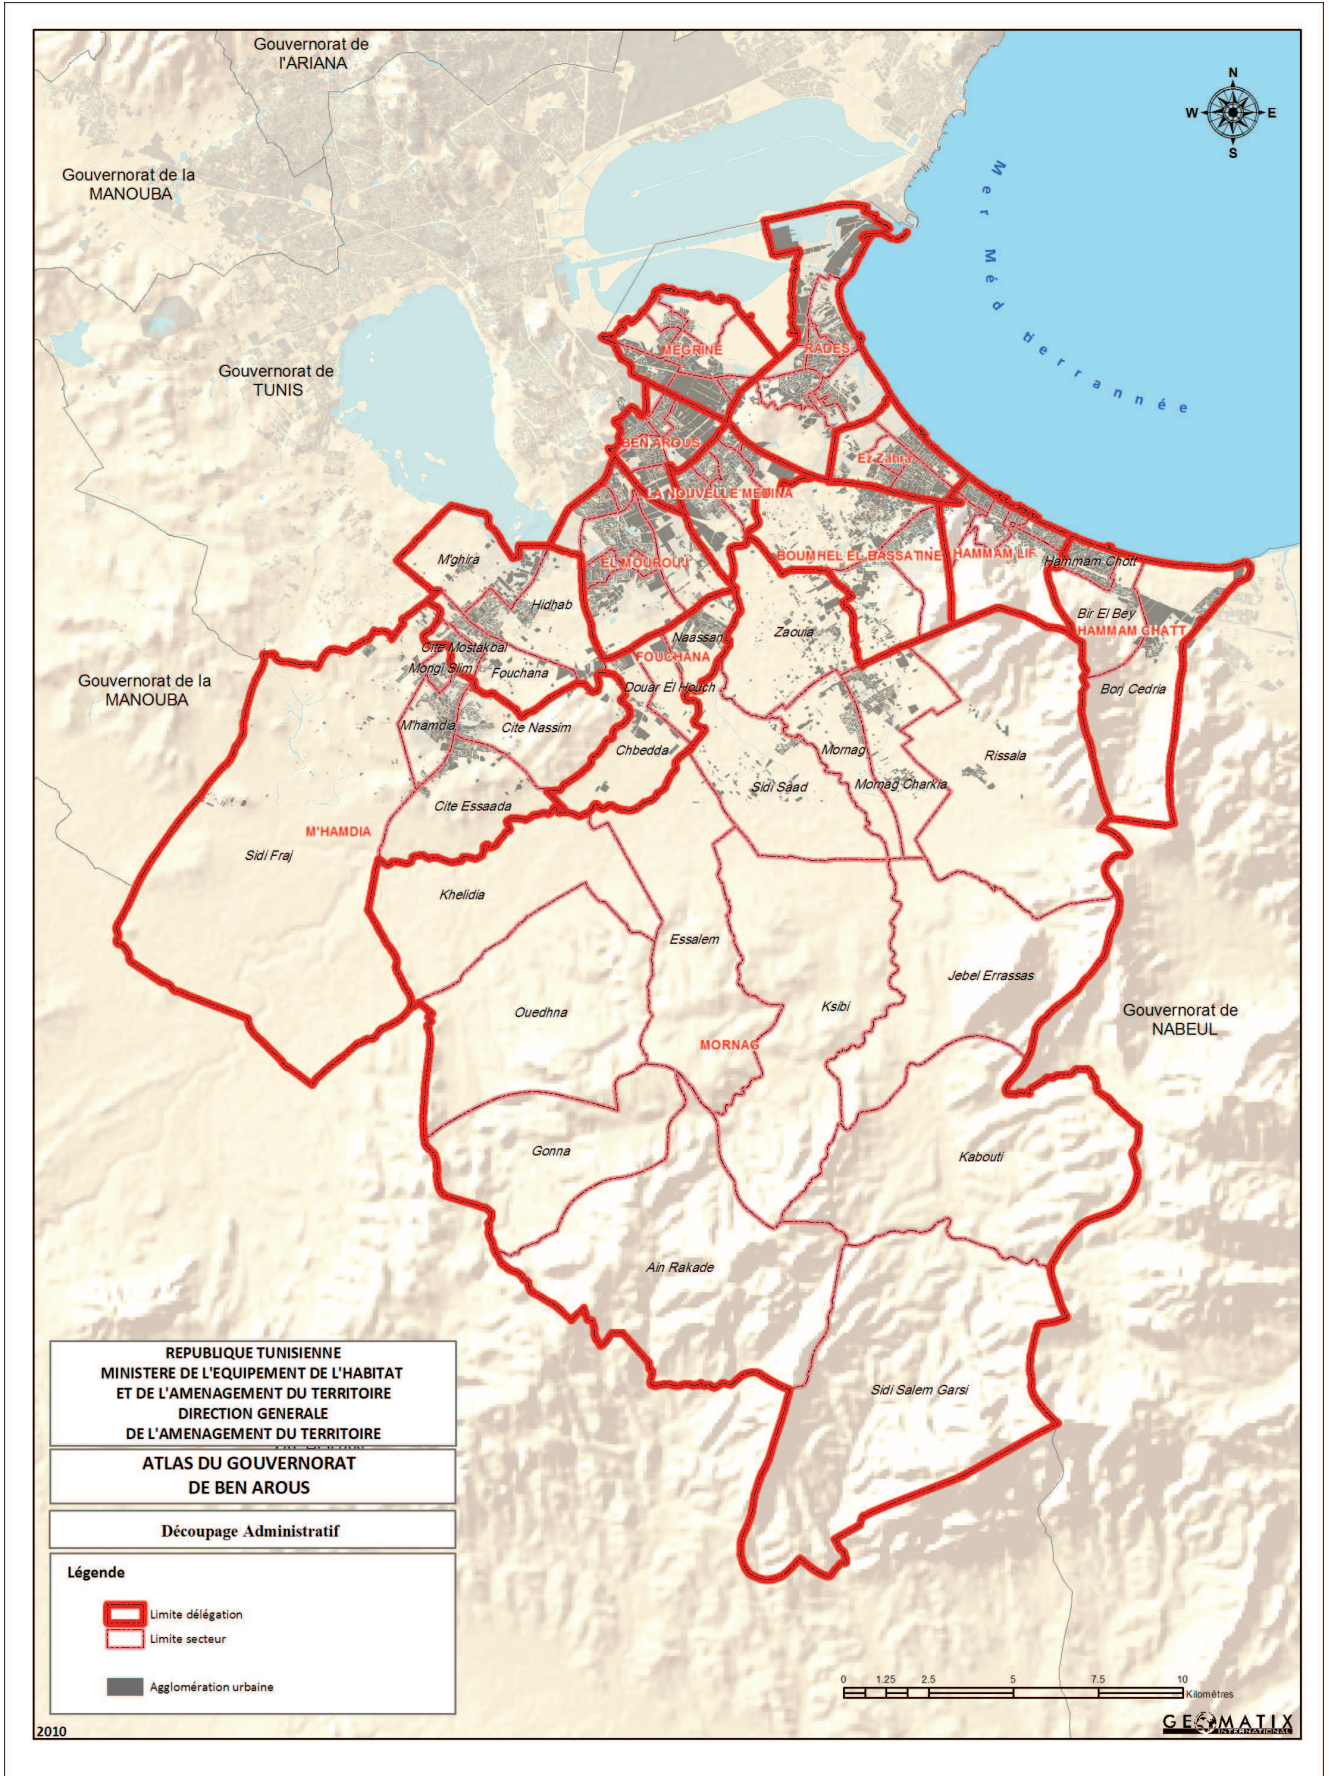 Gouvernorat de
l'ARIANA
N
W
E
S
Gouvernorat de la
MANOUBA
Mer Méd tierrannée
Gouvernorat de
TUNIS
MEGRINE
RADES
BEN AROUS
Ez Zahra
LA NOUVELLE MEDINA
M'ghira
EL MOUROUJ
BOUMHEL EL BASSATINE
HAMMAM LIF
Hammam Chott
Hidhab
Bir El Bey
HAMMAM CHATT
Naassan
Zaouia
Cite Mostakbal
FOUCHANA
Mongi Slim
Fouchana
Gouvernorat de la
MANOUBA
Douar El Houch
Borj Cedria
M'hamdia
Cite Nassim
Chbedda
Mornag
Rissala
Sidi Saad
Mornag Charkia
Cite Essaada
M'HAMDIA
Sidi Fraj
Khelidia
Essalem
Jebel Errassas
Ouedhna
Ksibi
Gouvernorat de
NABEUL
MORNAG
Gonna
Kabouti
Ain Rakade
Sidi Salem Garsi
REPUBLIQUE TUNISIENNE
MINISTERE DE L'EQUIPEMENT DE L'HABITAT
ET DE L'AMENAGEMENT DU TERRITOIRE
DIRECTION GENERALE
DE L'AMENAGEMENT DU TERRITOIRE
ATLAS DU GOUVERNORAT
DE BEN AROUS
Découpage Administratif
Légende
Limite délégation
Limite secteur
Agglomération urbaine
0 1.25 2.5 5 7.5 10
Kilomètres
GEOMATIX
INTERNATIONAL
2010